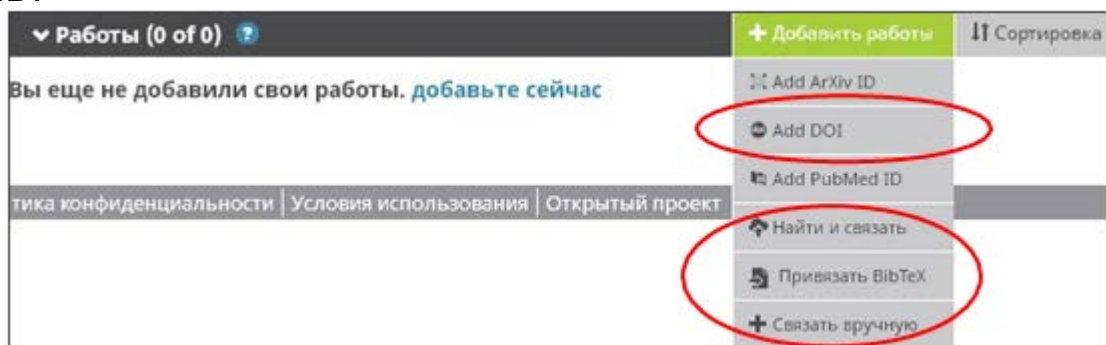 Работы (0 of 0) ?
+ Добавить работы
Сортировка
Вы еще не добавили свои работы. добавьте сейчас
Add ArXiv ID
Add DOI
Add PubMed ID
тика конфиденциальности | Условия использования | Открытый проект
Найти и связать
Привязать BibTeX
+ Связать вручную